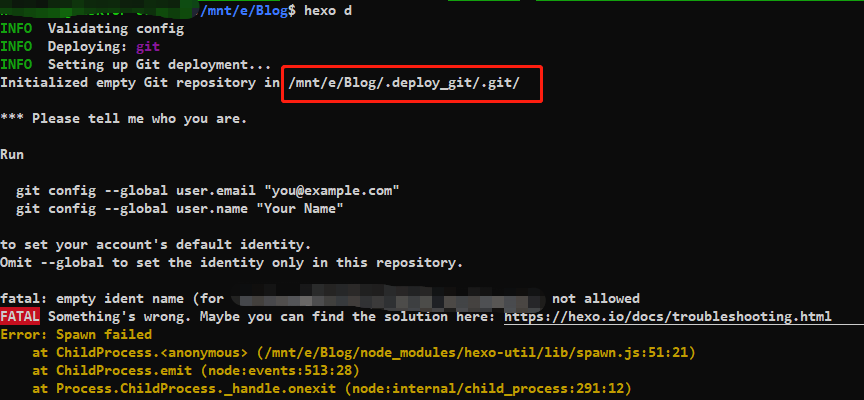 /mnt/e/Blog$ hexo d
INFO  Validating config
INFO  Deploying: git
INFO  Setting up Git deployment...
Initialized empty Git repository in /mnt/e/Blog/.deploy_git/.git/
*** Please tell me who you are.
Run
  git config --global user.email "you@example.com"
  git config --global user.name "Your Name"
to set your account's default identity.
Omit --global to set the identity only in this repository.
fatal: empty ident name (for not allowed
FATAL Something's wrong. Maybe you can find the solution here: https://hexo.io/docs/troubleshooting.html
Error: Spawn failed
    at ChildProcess.<anonymous> (/mnt/e/Blog/node_modules/hexo-util/lib/spawn.js:51:21)
    at ChildProcess.emit (node:events:513:28)
    at Process.ChildProcess._handle.onexit (node:internal/child_process:291:12)